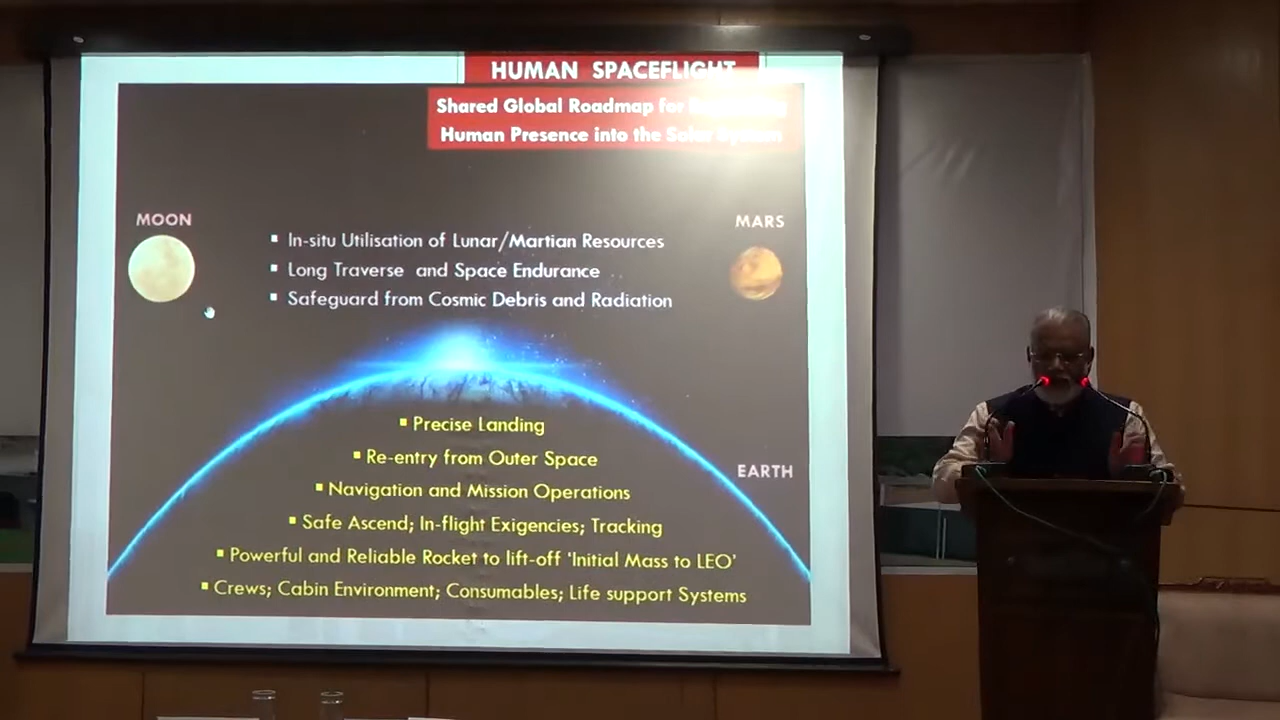 HUMAN SPACEFLIGHT
Shared Global Roadmap for
Human Presence into the Solar System
MOON
MARS
▪ In-situ Utilisation of Lunar/Martian Resources
▪ Long Traverse and Space Endurance
▪ Safeguard from Cosmic Debris and Radiation
▪ Precise Landing
▪ Re-entry from Outer Space
EARTH
▪ Navigation and Mission Operations
▪ Safe Ascend; In-flight Exigencies; Tracking
▪ Powerful and Reliable Rocket to lift-off ‘Initial Mass to LEO’
▪ Crews; Cabin Environment; Consumables; Life support Systems